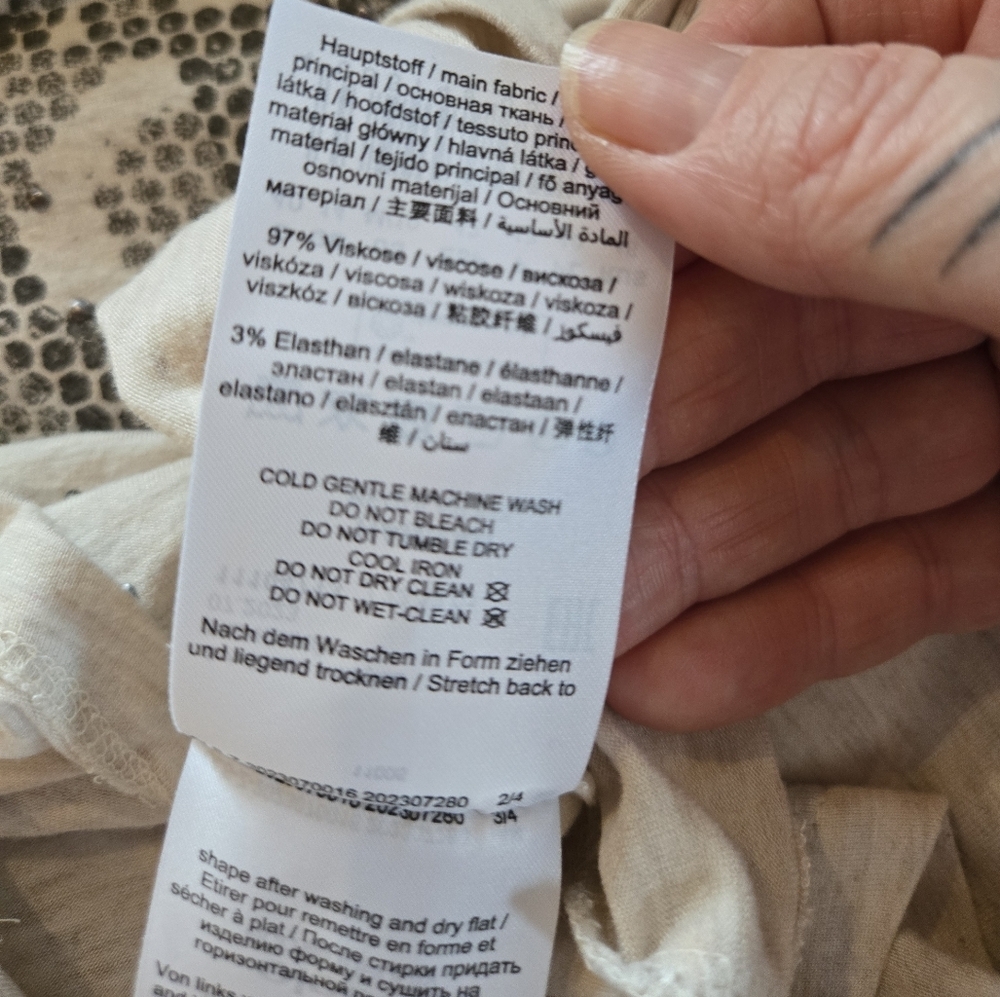 Hauptstoff / main fabric /
principal / основная ткань /
látka / hoofdstof / tessuto
materiał główny / hlavná látka /
material / tejido principal / fő anyag
osnovni materijal / Основний
матеріал / 主要面料 / المادة الأساسية
97% Viskose / viscose / вискоза /
viskóza / viscosa / wiskoza / viskoza /
viszkóz / віскоза / 粘胶纤维 / فيسكوز
3% Elasthan / elastane / élasthanne /
эластан / elastan / elastaan /
elastano / elasztán / еластан / 弹性纤
维 / ستان
COLD GENTLE MACHINE WASH
DO NOT BLEACH
DO NOT TUMBLE DRY
COOL IRON
DO NOT DRY CLEAN
DO NOT WET-CLEAN
Nach dem Waschen in Form ziehen
und liegend trocknen / Stretch back to
202307280 2/4
202307280 3/4
shape after washing and dry flat /
Etirer pour remettre en forme et
sécher à plat / После стирки придать
изделию форму и сушить на
горизонтальной
Von links